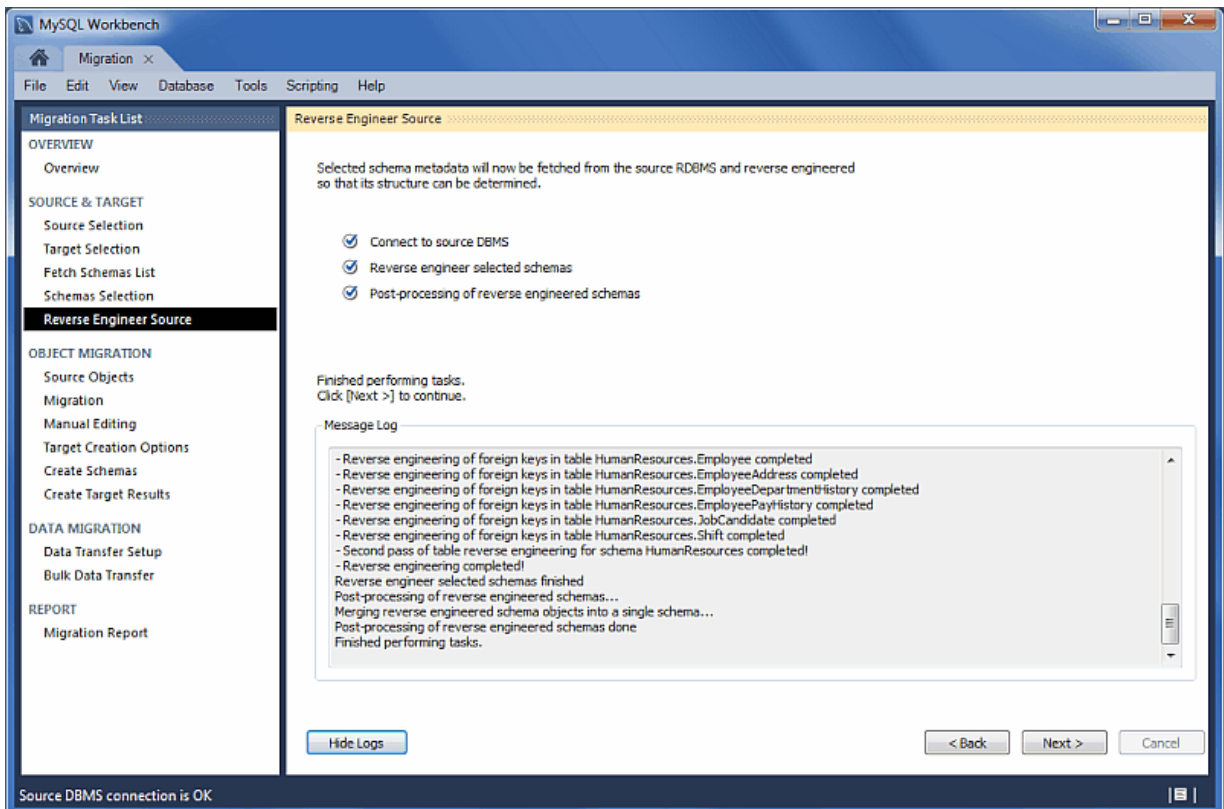 MySQL Workbench
Migration
File Edit View Database Tools Scripting Help
Migration Task List
OVERVIEW
Overview
SOURCE & TARGET
Source Selection
Target Selection
Fetch Schemas List
Schemas Selection
Reverse Engineer Source
OBJECT MIGRATION
Source Objects
Migration
Manual Editing
Target Creation Options
Create Schemas
Create Target Results
DATA MIGRATION
Data Transfer Setup
Bulk Data Transfer
REPORT
Migration Report
Reverse Engineer Source
Selected schema metadata will now be fetched from the source RDBMS and reverse engineered
so that its structure can be determined.
Connect to source DBMS
Reverse engineer selected schemas
Post-processing of reverse engineered schemas
Finished performing tasks.
Click [Next >] to continue.
Message Log
- Reverse engineering of foreign keys in table HumanResources.Employee completed
- Reverse engineering of foreign keys in table HumanResources.EmployeeAddress completed
- Reverse engineering of foreign keys in table HumanResources.EmployeeDepartmentHistory completed
- Reverse engineering of foreign keys in table HumanResources.EmployeePayHistory completed
- Reverse engineering of foreign keys in table HumanResources.JobCandidate completed
- Reverse engineering of foreign keys in table HumanResources.Shift completed
- Second pass of table reverse engineering for schema HumanResources completed!
- Reverse engineering completed!
Reverse engineer selected schemas finished
Post-processing of reverse engineered schemas...
Merging reverse engineered schema objects into a single schema...
Post-processing of reverse engineered schemas done
Finished performing tasks.
Hide Logs
< Back
Next >
Cancel
Source DBMS connection is OK